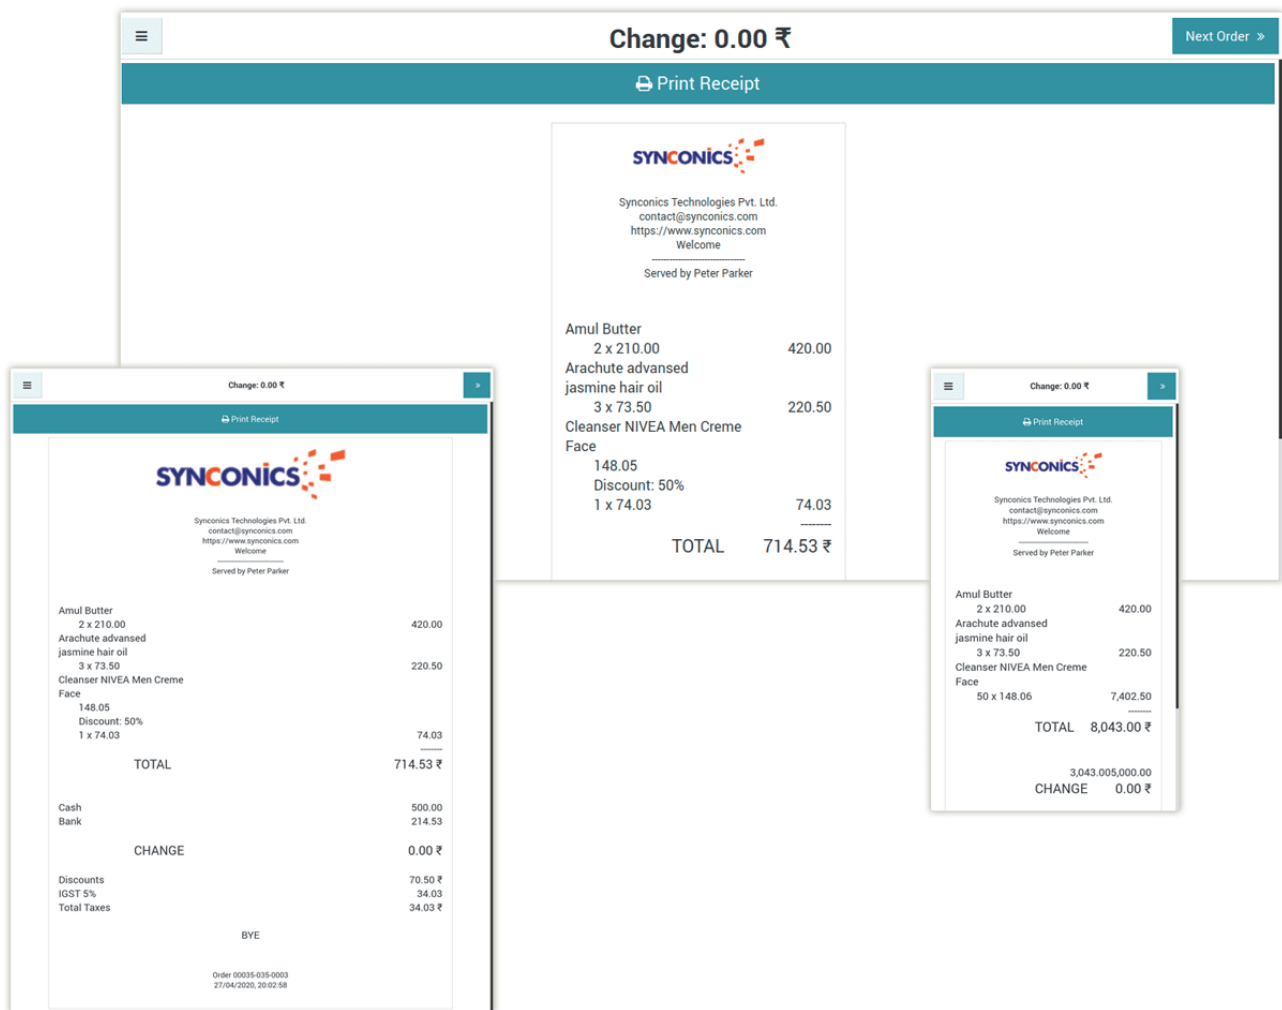 Change: 0.00 ₹
Next Order »
Print Receipt
SYNCONICS
Synconics Technologies Pvt. Ltd.
contact@synconics.com
https://www.synconics.com
Welcome
--------------------------------
Served by Peter Parker
Amul Butter
2 x 210.00 420.00
Arachute advansed
jasmine hair oil
3 x 73.50 220.50
Cleanser NIVEA Men Creme
Face
148.05
Discount: 50%
1 x 74.03 74.03
--------
TOTAL 714.53 ₹
Change: 0.00 ₹
»
Print Receipt
SYNCONICS
Synconics Technologies Pvt. Ltd.
contact@synconics.com
https://www.synconics.com
Welcome
--------------------------------
Served by Peter Parker
Amul Butter
2 x 210.00 420.00
Arachute advansed
jasmine hair oil
3 x 73.50 220.50
Cleanser NIVEA Men Creme
Face
148.05
Discount: 50%
1 x 74.03 74.03
--------
TOTAL 714.53 ₹
Cash 500.00
Bank 214.53
CHANGE 0.00 ₹
Discounts 70.50 ₹
IGST 5% 34.03
Total Taxes 34.03 ₹
BYE
Order 00035-035-0003
27/04/2020, 20:02:58
Change: 0.00 ₹
»
Print Receipt
SYNCONICS
Synconics Technologies Pvt. Ltd.
contact@synconics.com
https://www.synconics.com
Welcome
--------------------------------
Served by Peter Parker
Amul Butter
2 x 210.00 420.00
Arachute advansed
jasmine hair oil
3 x 73.50 220.50
Cleanser NIVEA Men Creme
Face
50 x 148.06 7,402.50
--------
TOTAL 8,043.00 ₹
3,043.005,000.00
CHANGE 0.00 ₹